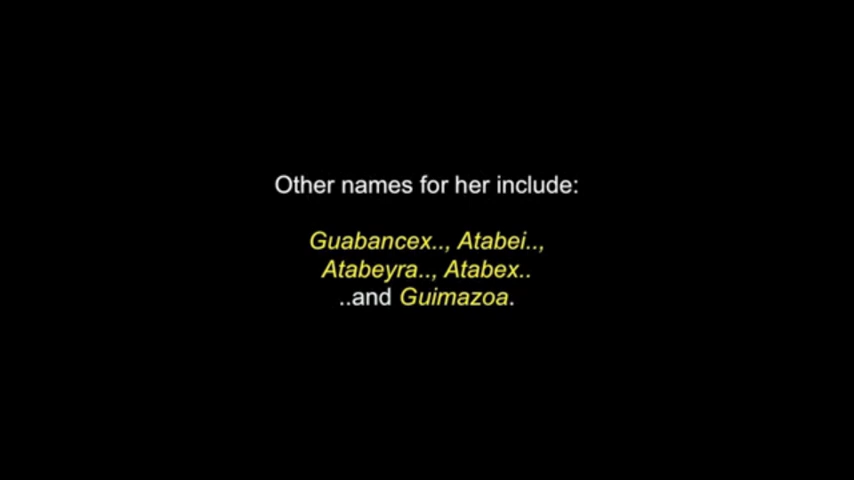 Other names for her include:
Guabancex.., Atabei..,
Atabeyra.., Atabex..
..and Guimazoa.